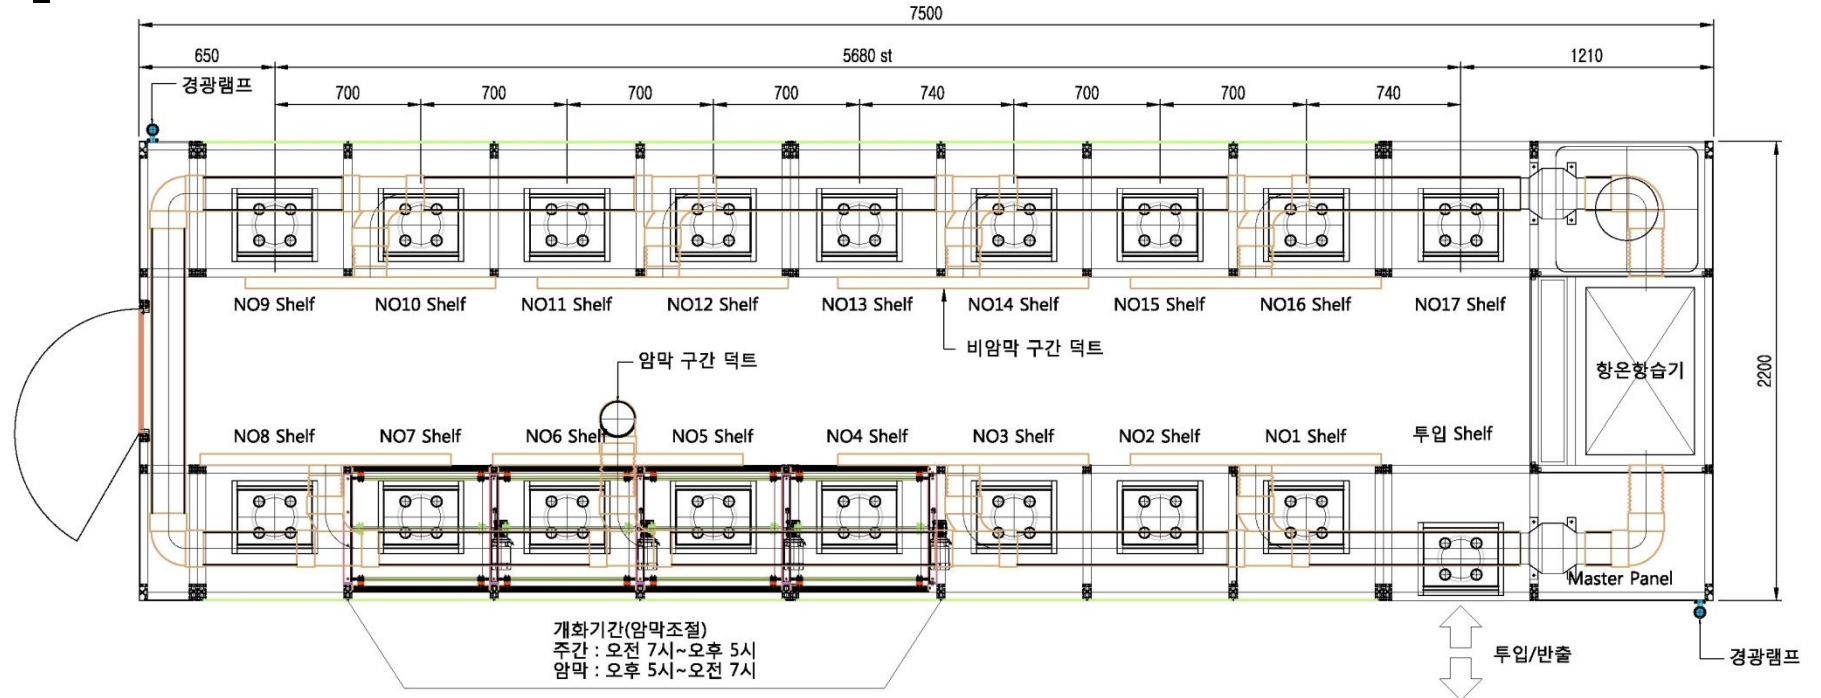 7500
650
5680 st
1210
경광램프
700
700
700
700
740
700
700
740
NO9 Shelf
NO10 Shelf
NO11 Shelf
NO12 Shelf
NO13 Shelf
NO14 Shelf
NO15 Shelf
NO16 Shelf
NO17 Shelf
암막 구간 덕트
비암막 구간 덕트
항온항습기
2200
NO8 Shelf
NO7 Shelf
NO6 Shelf
NO5 Shelf
NO4 Shelf
NO3 Shelf
NO2 Shelf
NO1 Shelf
투입 Shelf
Master Panel
개화기간(암막조절)
주간 : 오전 7시~오후 5시
암막 : 오후 5시~오전 7시
투입/반출
경광램프